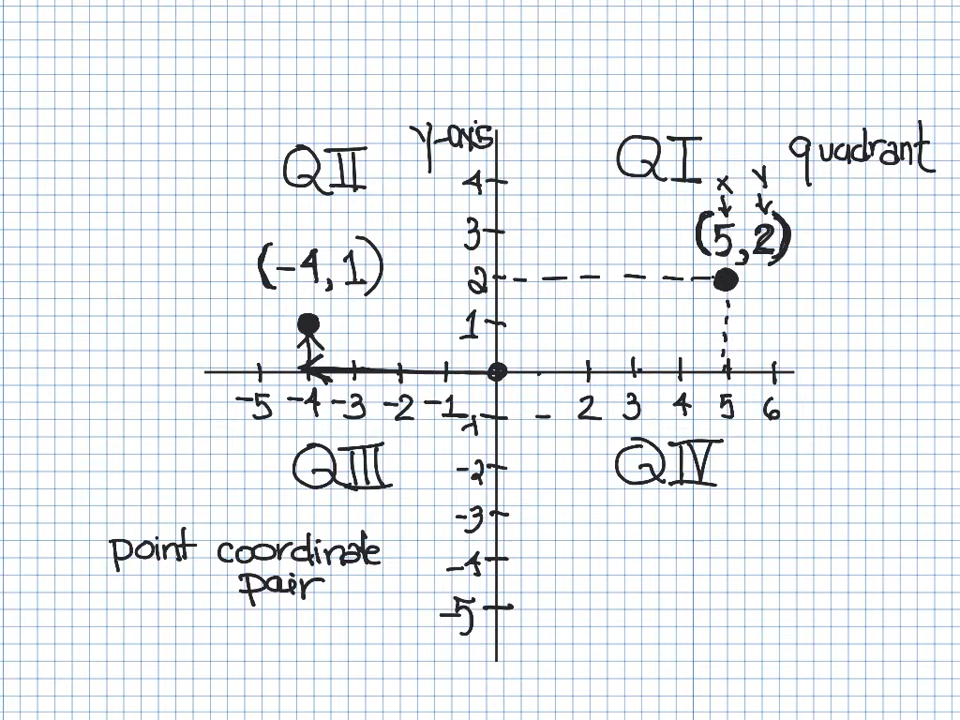 y-axis
QII
QI
quadrant
x y
4
(5,2)
3
(-4,1)
2
1
-5 -4 -3 -2 -1 - 2 3 4 5 6
-1
QIII
QIV
-2
-3
-4
-5
point coordinate
pair